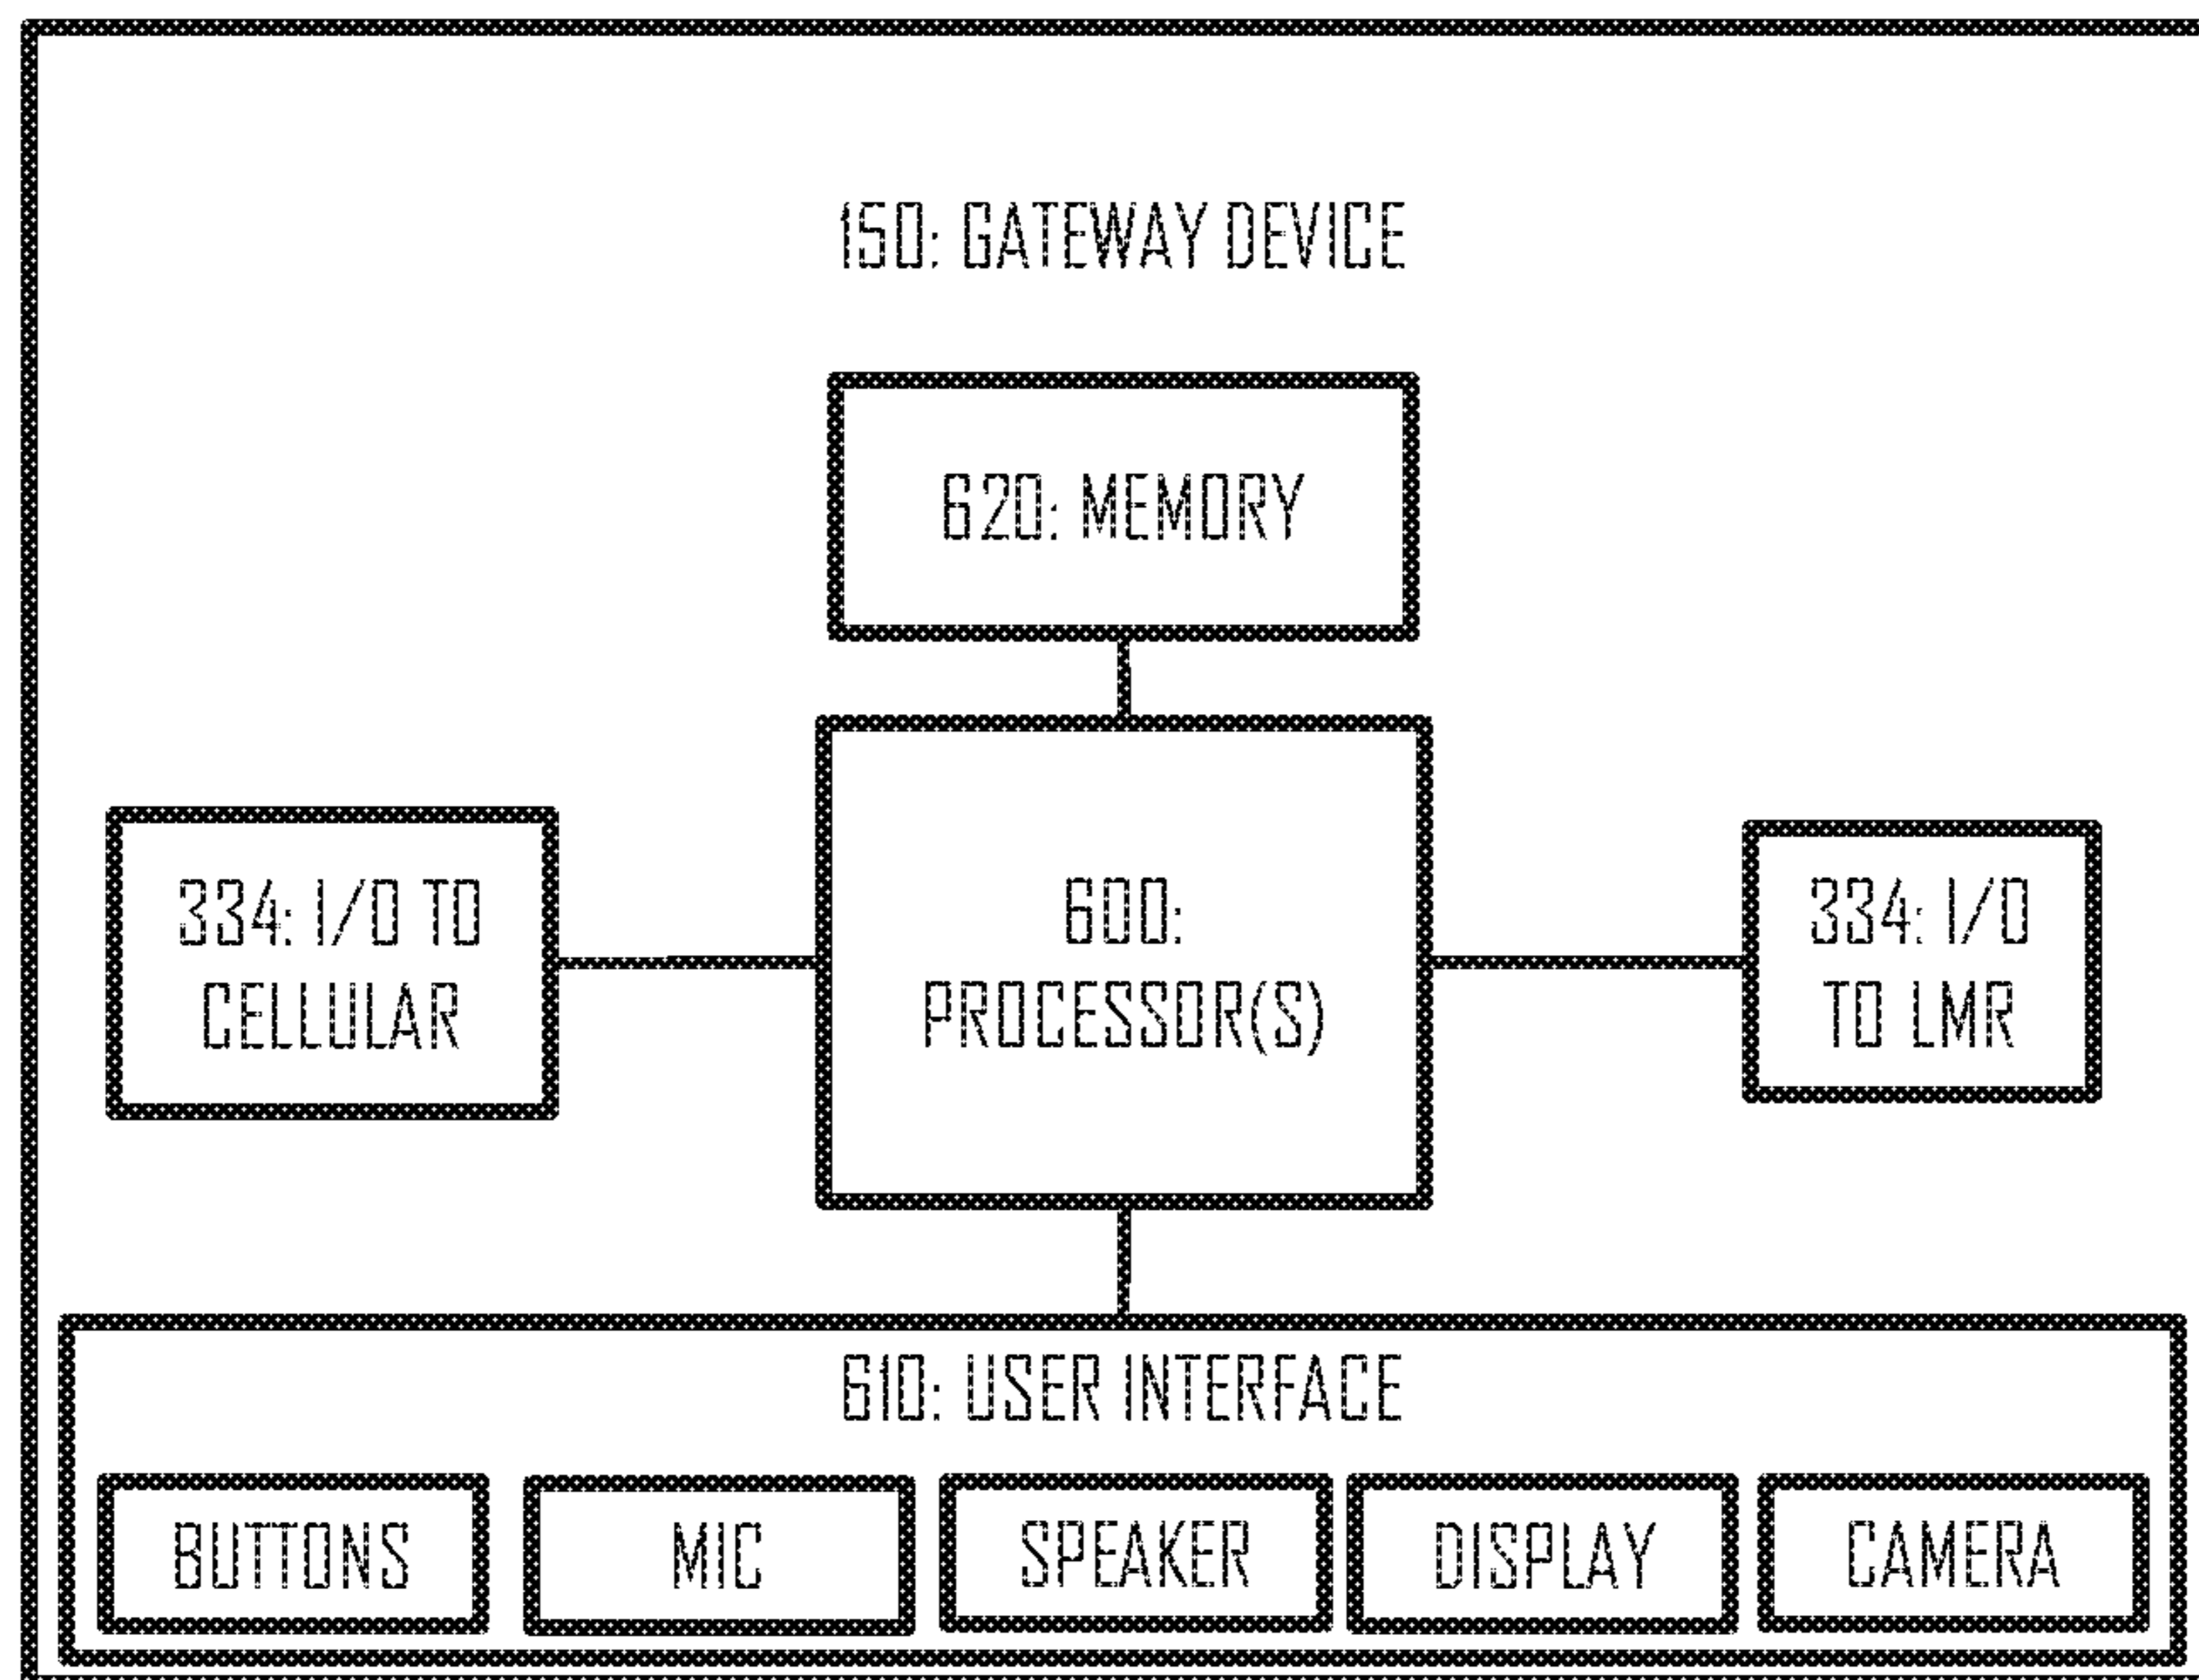 150: GATEWAY DEVICE
620: MEMORY
334: I/O TO
CELLULAR
600:
PROCESSOR(S)
334: I/O
TO LMR
610: USER INTERFACE
BUTTONS
MIC
SPEAKER
DISPLAY
CAMERA